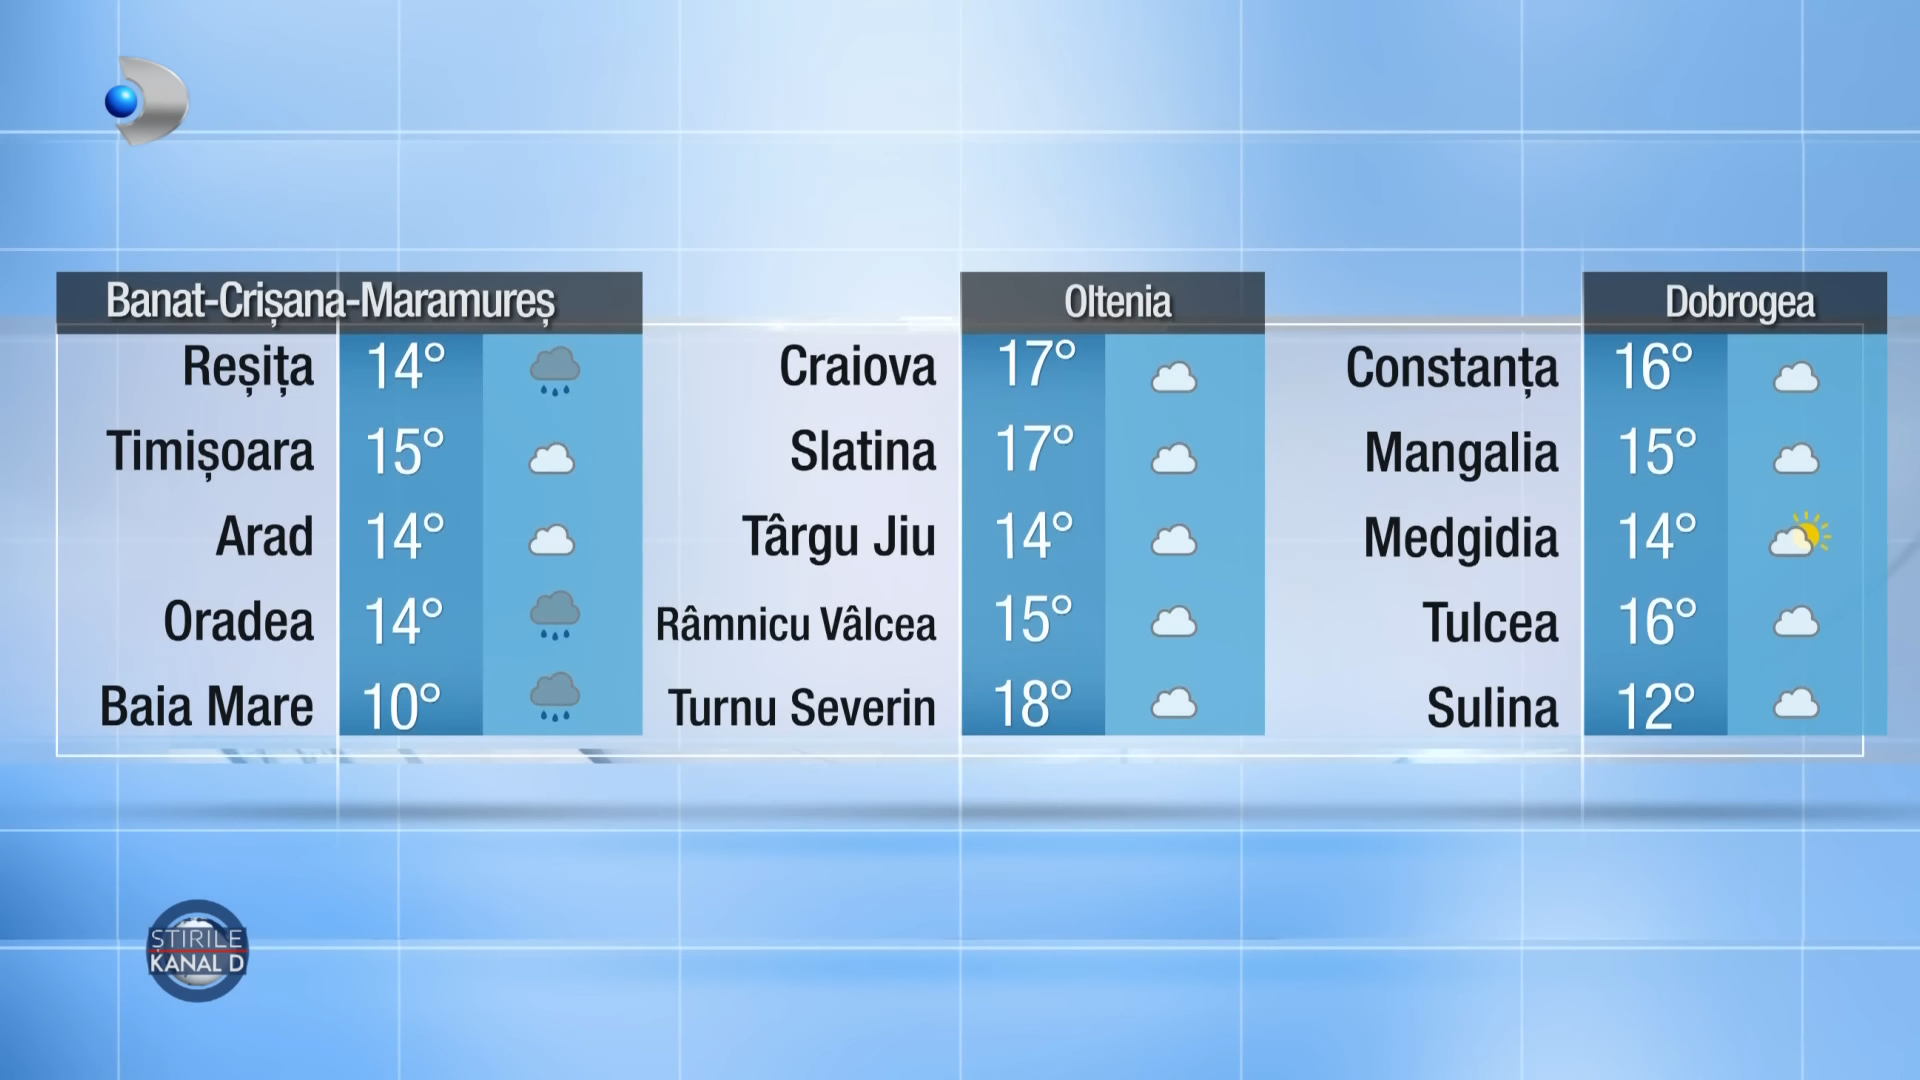 Banat-Crișana-Maramureș
Reșița 14°
Timișoara 15°
Arad 14°
Oradea 14°
Baia Mare 10°
Oltenia
Craiova 17°
Slatina 17°
Târgu Jiu 14°
Râmnicu Vâlcea 15°
Turnu Severin 18°
Dobrogea
Constanța 16°
Mangalia 15°
Medgidia 14°
Tulcea 16°
Sulina 12°
ȘTIRILE
KANAL D